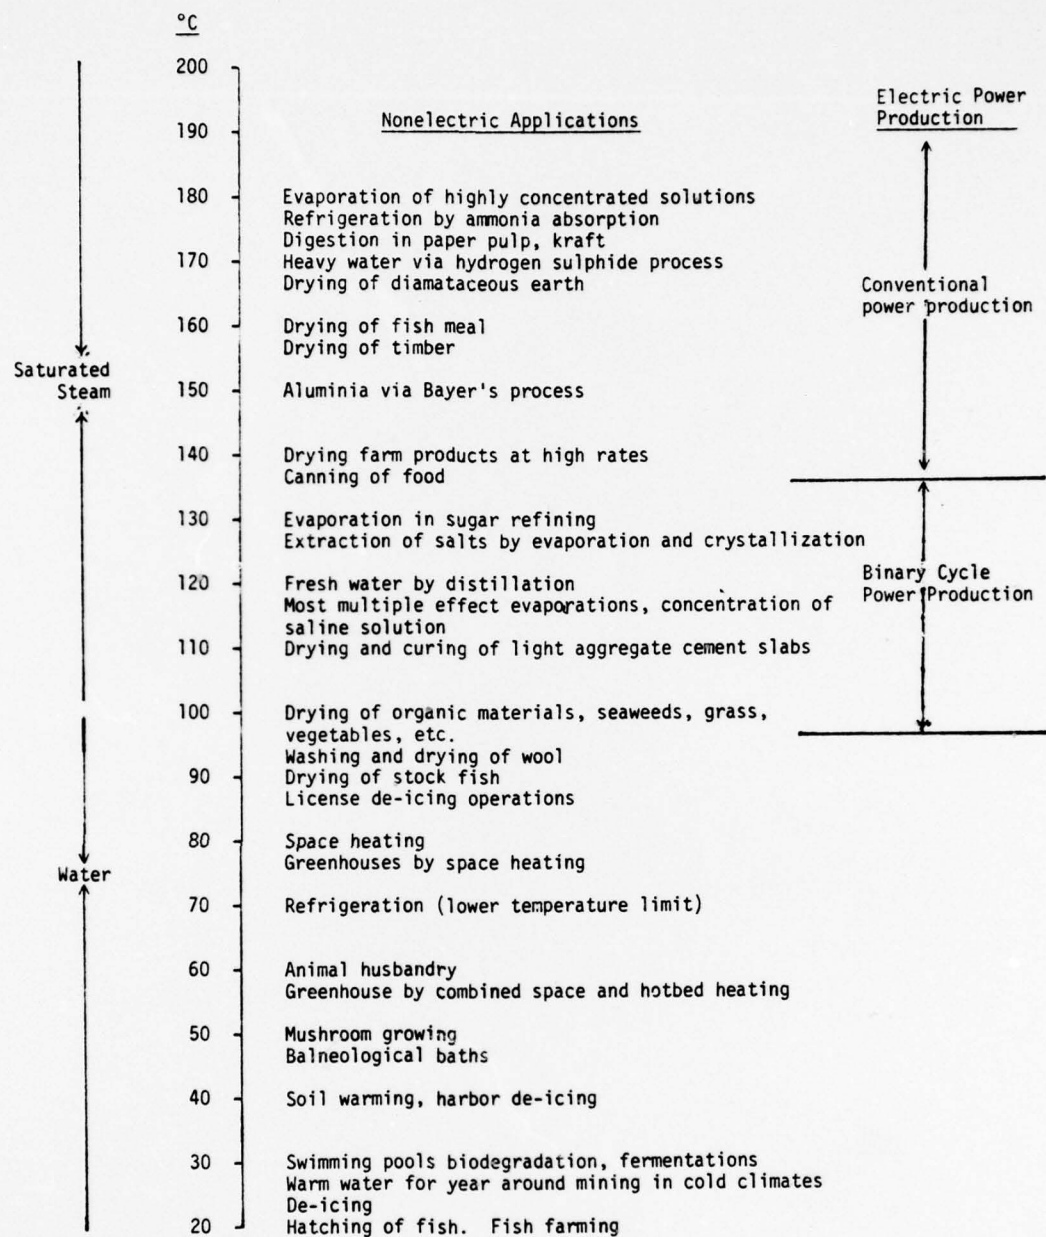 °C
200
Nonelectric Applications
Electric Power
Production
190
180 Evaporation of highly concentrated solutions
Refrigeration by ammonia absorption
Digestion in paper pulp, kraft
170 Heavy water via hydrogen sulphide process
Drying of diamataceous earth
Conventional
power production
160 Drying of fish meal
Drying of timber
Saturated
Steam
150 Aluminia via Bayer's process
140 Drying farm products at high rates
Canning of food
130 Evaporation in sugar refining
Extraction of salts by evaporation and crystallization
Binary Cycle
Power Production
120 Fresh water by distillation
Most multiple effect evaporations, concentration of
saline solution
110 Drying and curing of light aggregate cement slabs
100 Drying of organic materials, seaweeds, grass,
vegetables, etc.
Washing and drying of wool
90 Drying of stock fish
License de-icing operations
80 Space heating
Greenhouses by space heating
Water
70 Refrigeration (lower temperature limit)
60 Animal husbandry
Greenhouse by combined space and hotbed heating
50 Mushroom growing
Balneological baths
40 Soil warming, harbor de-icing
30 Swimming pools biodegradation, fermentations
Warm water for year around mining in cold climates
De-icing
20 Hatching of fish. Fish farming